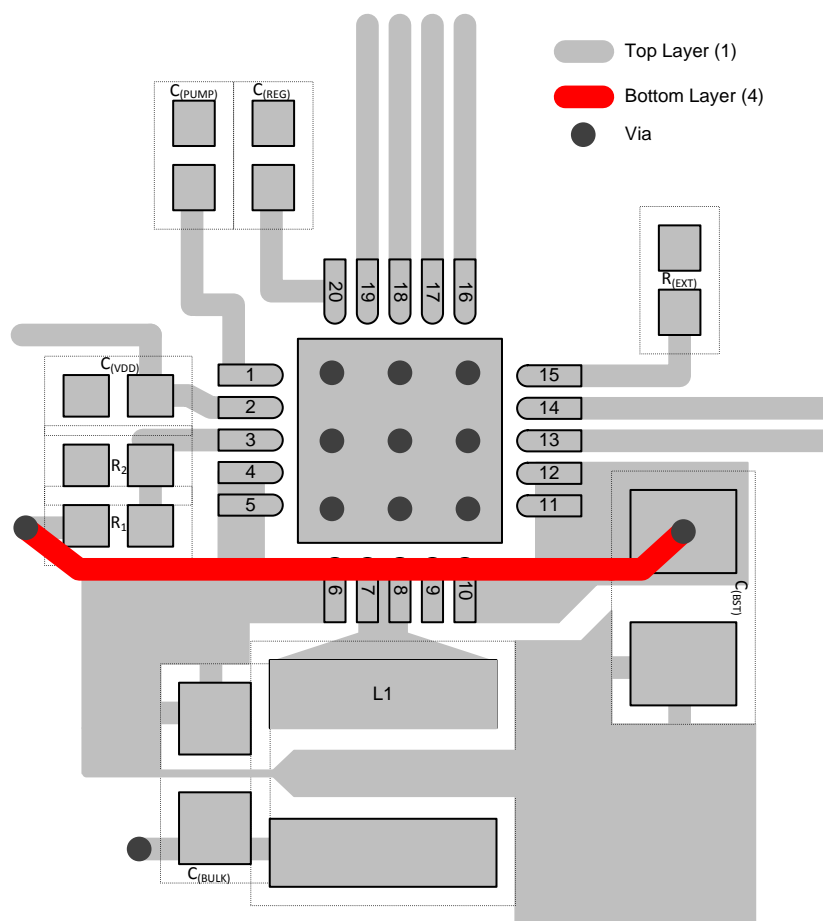 Top Layer (1)
C(PUMP)
C(REG)
Bottom Layer (4)
Via
20
19
18
17
16
R(EXT)
C(VDD)
1
15
2
14
3
13
R2
4
12
5
11
R1
6
7
8
9
10
C(BST)
L1
C(BULK)